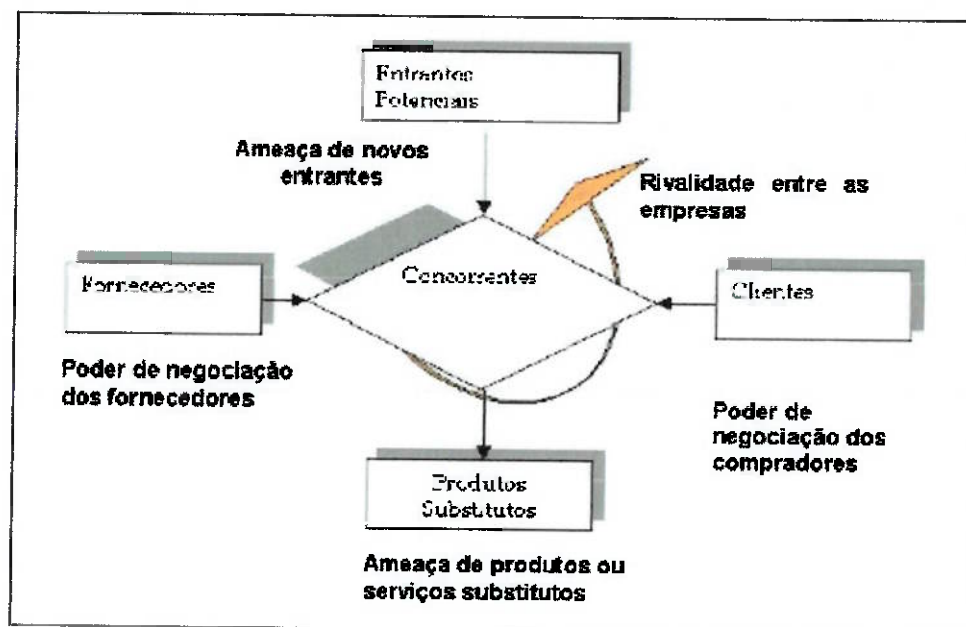 Entrantes
Potenciais
Ameaça de novos
entrantes
Rivalidade entre as
empresas
Fornecedores
Concorrentes
Clientes
Poder de negociação
dos fornecedores
Poder de
negociação dos
compradores
Produtos
Substitutos
Ameaça de produtos ou
serviços substitutos